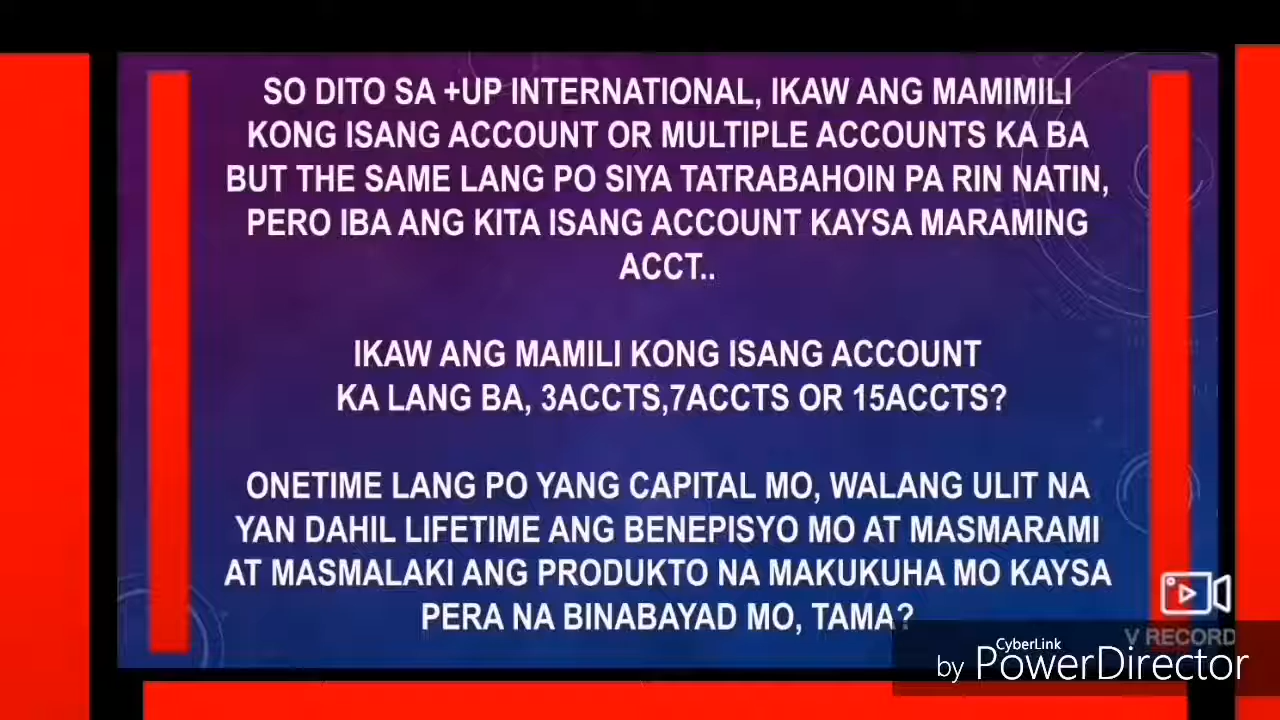 SO DITO SA +UP INTERNATIONAL, IKAW ANG MAMIMILI
KONG ISANG ACCOUNT OR MULTIPLE ACCOUNTS KA BA
BUT THE SAME LANG PO SIYA TATRABAHOIN PA RIN NATIN,
PERO IBA ANG KITA ISANG ACCOUNT KAYSA MARAMING
ACCT..
IKAW ANG MAMILI KONG ISANG ACCOUNT
KA LANG BA, 3ACCTS,7ACCTS OR 15ACCTS?
ONETIME LANG PO YANG CAPITAL MO, WALANG ULIT NA
YAN DAHIL LIFETIME ANG BENEPISYO MO AT MASMARAMI
AT MASMALAKI ANG PRODUKTO NA MAKUKUHA MO KAYSA
PERA NA BINABAYAD MO, TAMA?
V RECORD
CyberLink
by PowerDirector